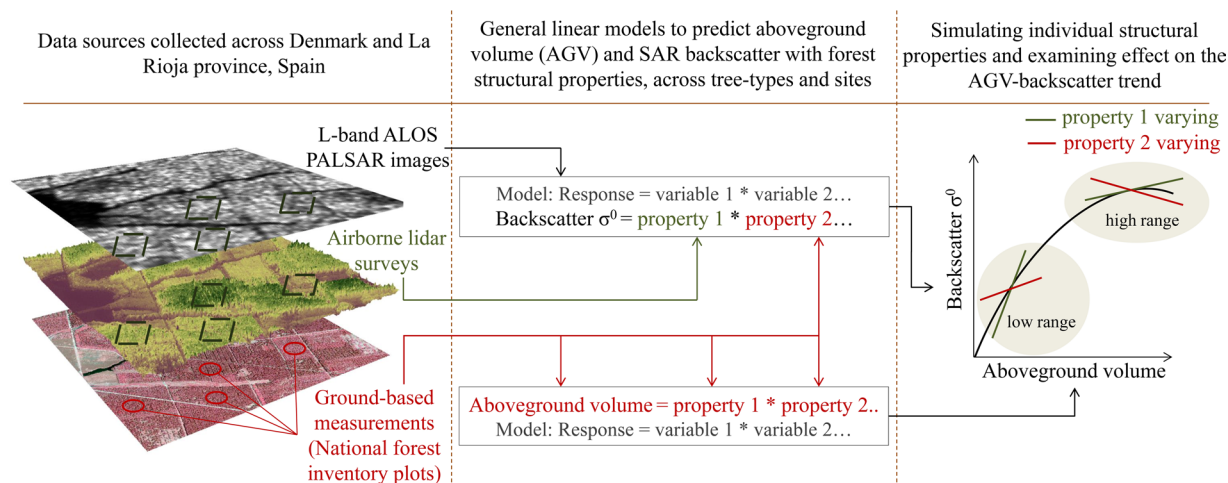 Data sources collected across Denmark and La
Rioja province, Spain
General linear models to predict aboveground
volume (AGV) and SAR backscatter with forest
structural properties, across tree-types and sites
Simulating individual structural
properties and examining effect on the
AGV-backscatter trend
L-band ALOS
PALSAR images
Airborne lidar
surveys
Ground-based
measurements
(National forest
inventory plots)
Model: Response = variable 1 * variable 2…
Backscatter σ⁰ = property 1 * property 2…
Aboveground volume = property 1 * property 2..
Model: Response = variable 1 * variable 2…
property 1 varying
property 2 varying
Backscatter σ⁰
high range
low range
Aboveground volume